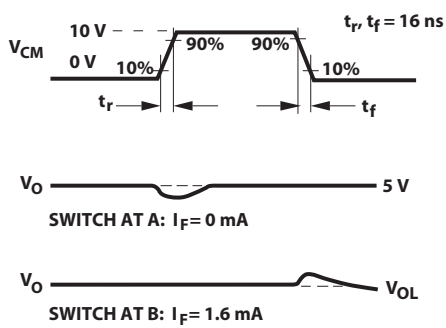 t_r, t_f = 16 ns
V_CM
10 V
0 V
10%
90%
90%
10%
t_r
t_f
V_O
5 V
SWITCH AT A: I_F = 0 mA
V_O
V_OL
SWITCH AT B: I_F = 1.6 mA